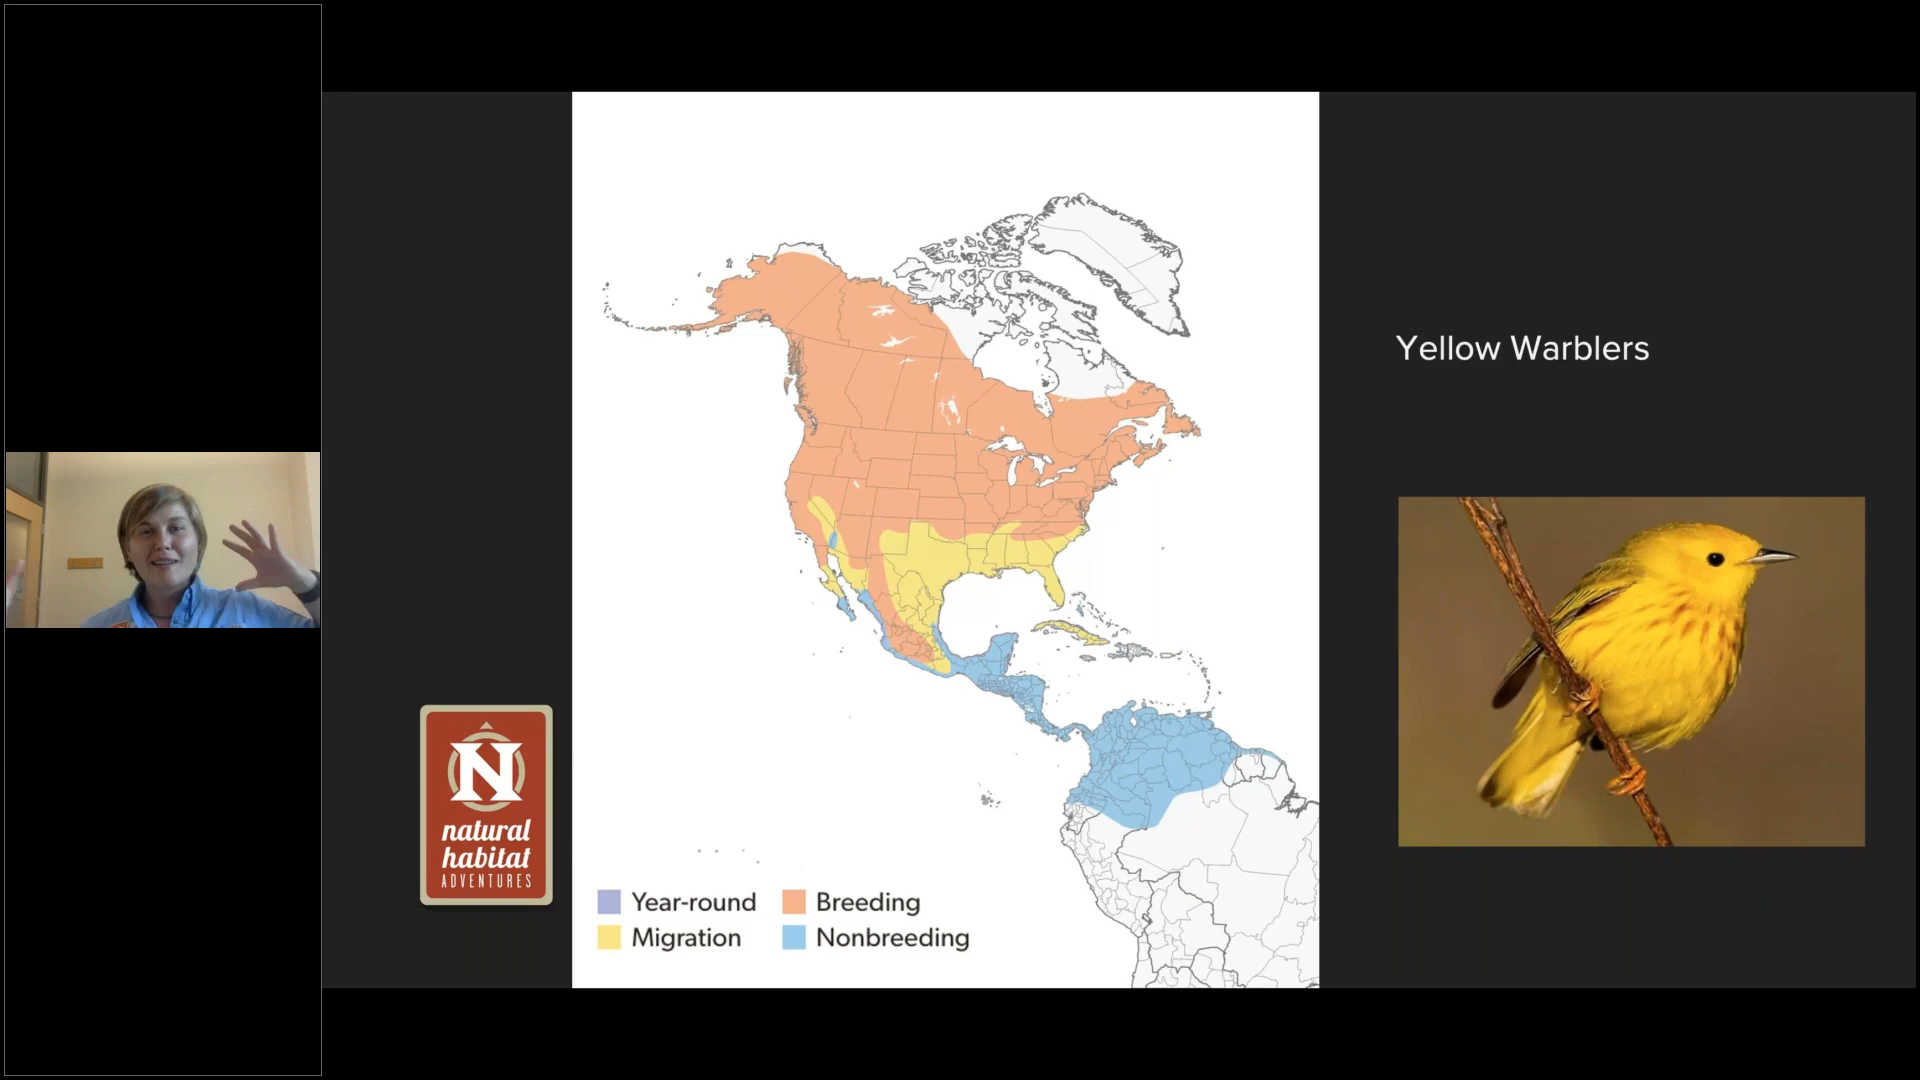 Yellow Warblers
N
natural
habitat
ADVENTURES
Year-round
Breeding
Migration
Nonbreeding